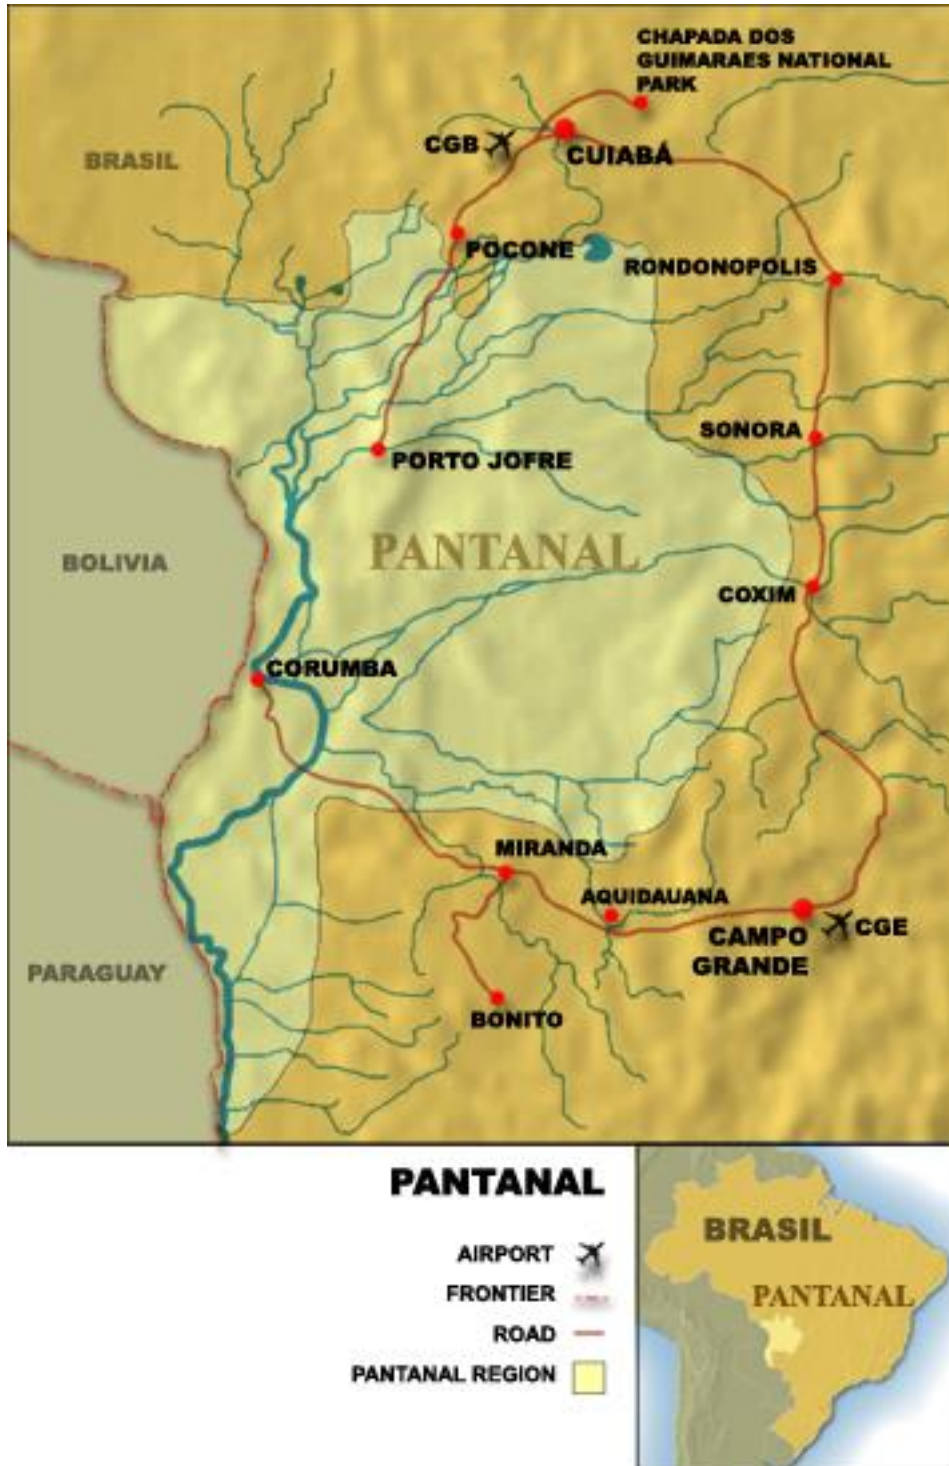 CHAPADA DOS
GUIMARAES NATIONAL
PARK
CGB
CUIABÁ
BRASIL
POCONE
RONDONOPOLIS
SONORA
PORTO JOFRE
PANTANAL
BOLIVIA
COXIM
CORUMBA
MIRANDA
AQUIDAUANA
CAMPO
GRANDE
CGE
PARAGUAY
BONITO
PANTANAL
AIRPORT
FRONTIER
ROAD
PANTANAL REGION
BRASIL
PANTANAL